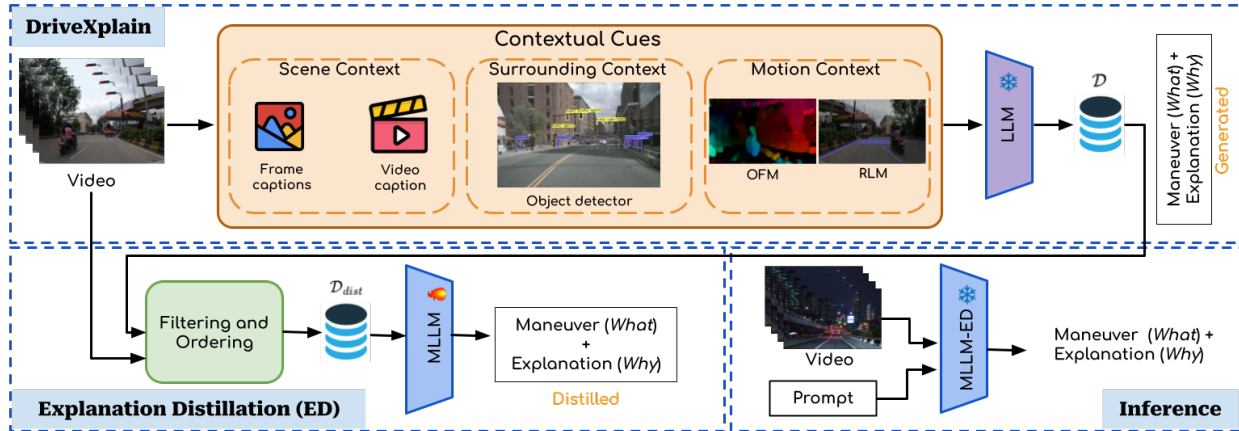 DriveXplain
Contextual Cues
Scene Context
Surrounding Context
Motion Context
Frame
captions
Video
caption
Object detector
OFM
RLM
Video
LLM
𝒟
Maneuver (What) +
Explanation (Why)
Generated
Filtering and
Ordering
𝒟dist
MLLM
Maneuver (What)
+
Explanation (Why)
Distilled
Explanation Distillation (ED)
Video
Prompt
MLLM-ED
Maneuver (What) +
Explanation (Why)
Inference